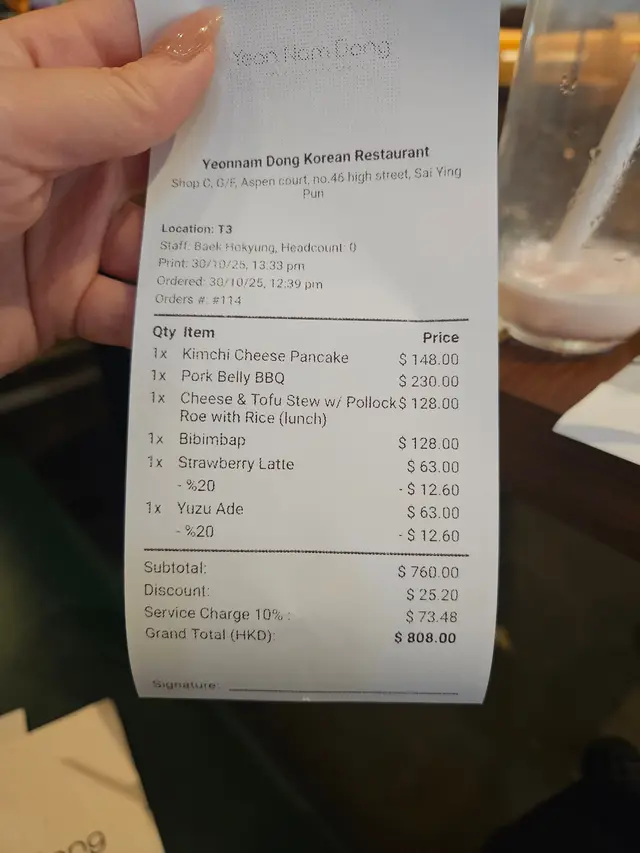 Yeon Nam Dong
Yeonnam Dong Korean Restaurant
Shop C, G/F, Aspen court, no.46 high street, Sai Ying
Pun
Location: T3
Staff: Baek Hokyung, Headcount: 0
Print: 30/10/25, 13:33 pm
Ordered: 30/10/25, 12:39 pm
Orders #: #114
Qty Item Price
1x Kimchi Cheese Pancake $ 148.00
1x Pork Belly BBQ $ 230.00
1x Cheese & Tofu Stew w/ Pollock $ 128.00
Roe with Rice (lunch)
1x Bibimbap $ 128.00
1x Strawberry Latte $ 63.00
- %20 - $ 12.60
1x Yuzu Ade $ 63.00
- %20 - $ 12.60
Subtotal: $ 760.00
Discount: $ 25.20
Service Charge 10% : $ 73.48
Grand Total (HKD): $ 808.00
Signature: